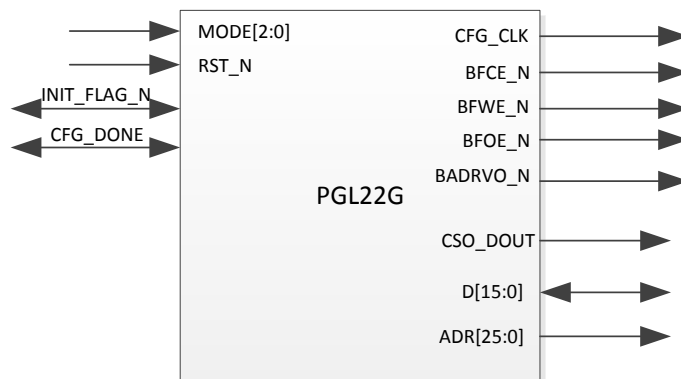 MODE[2:0]
RST_N
INIT_FLAG_N
CFG_DONE
PGL22G
CFG_CLK
BFCE_N
BFWE_N
BFOE_N
BADRVO_N
CSO_DOUT
D[15:0]
ADR[25:0]